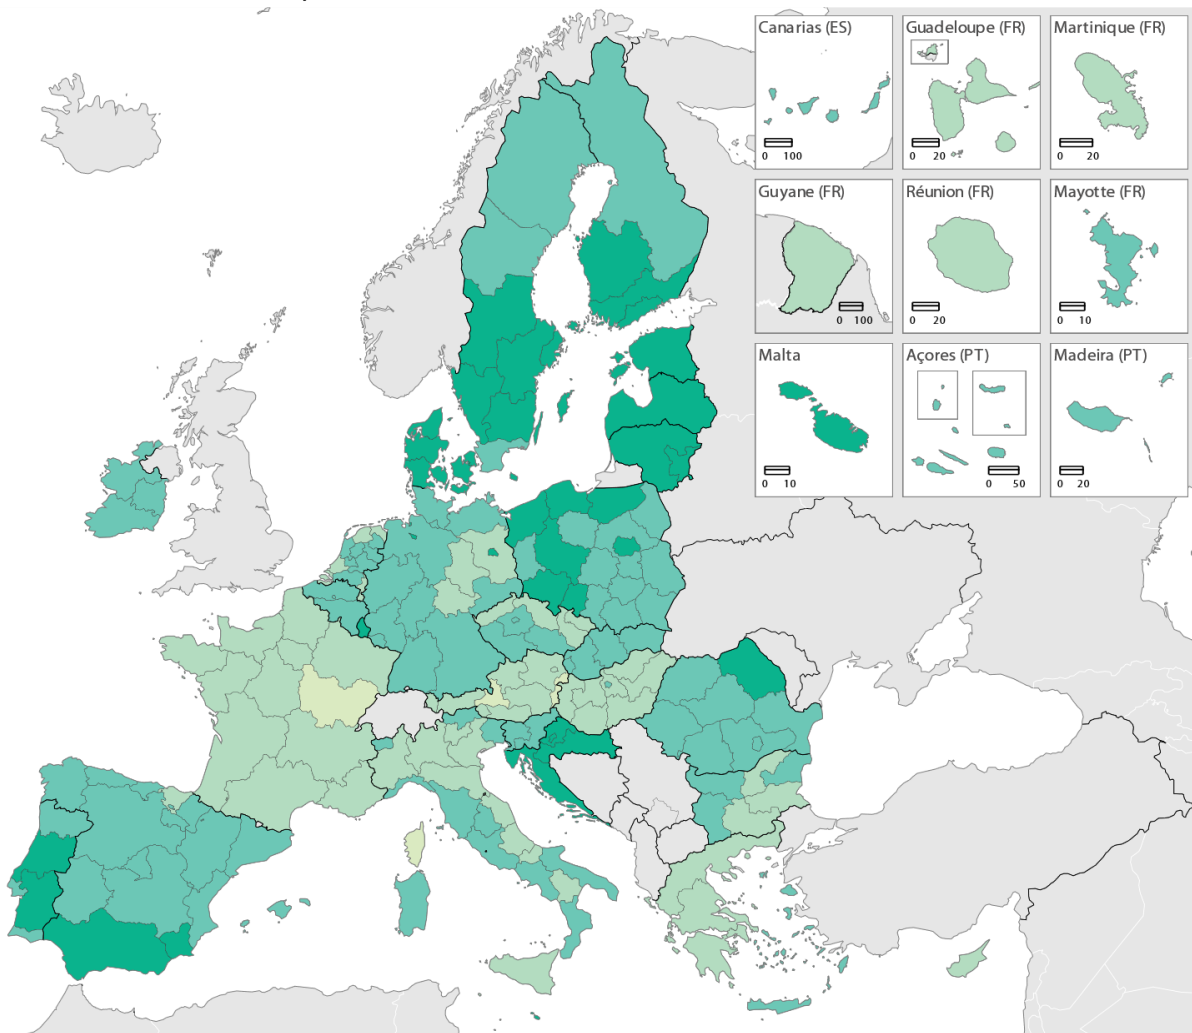 Canarias (ES)
0 100
Guadeloupe (FR)
0 20
Martinique (FR)
0 20
Guyane (FR)
0 100
Réunion (FR)
0 20
Mayotte (FR)
0 10
Malta
0 10
Açores (PT)
0 50
Madeira (PT)
0 20